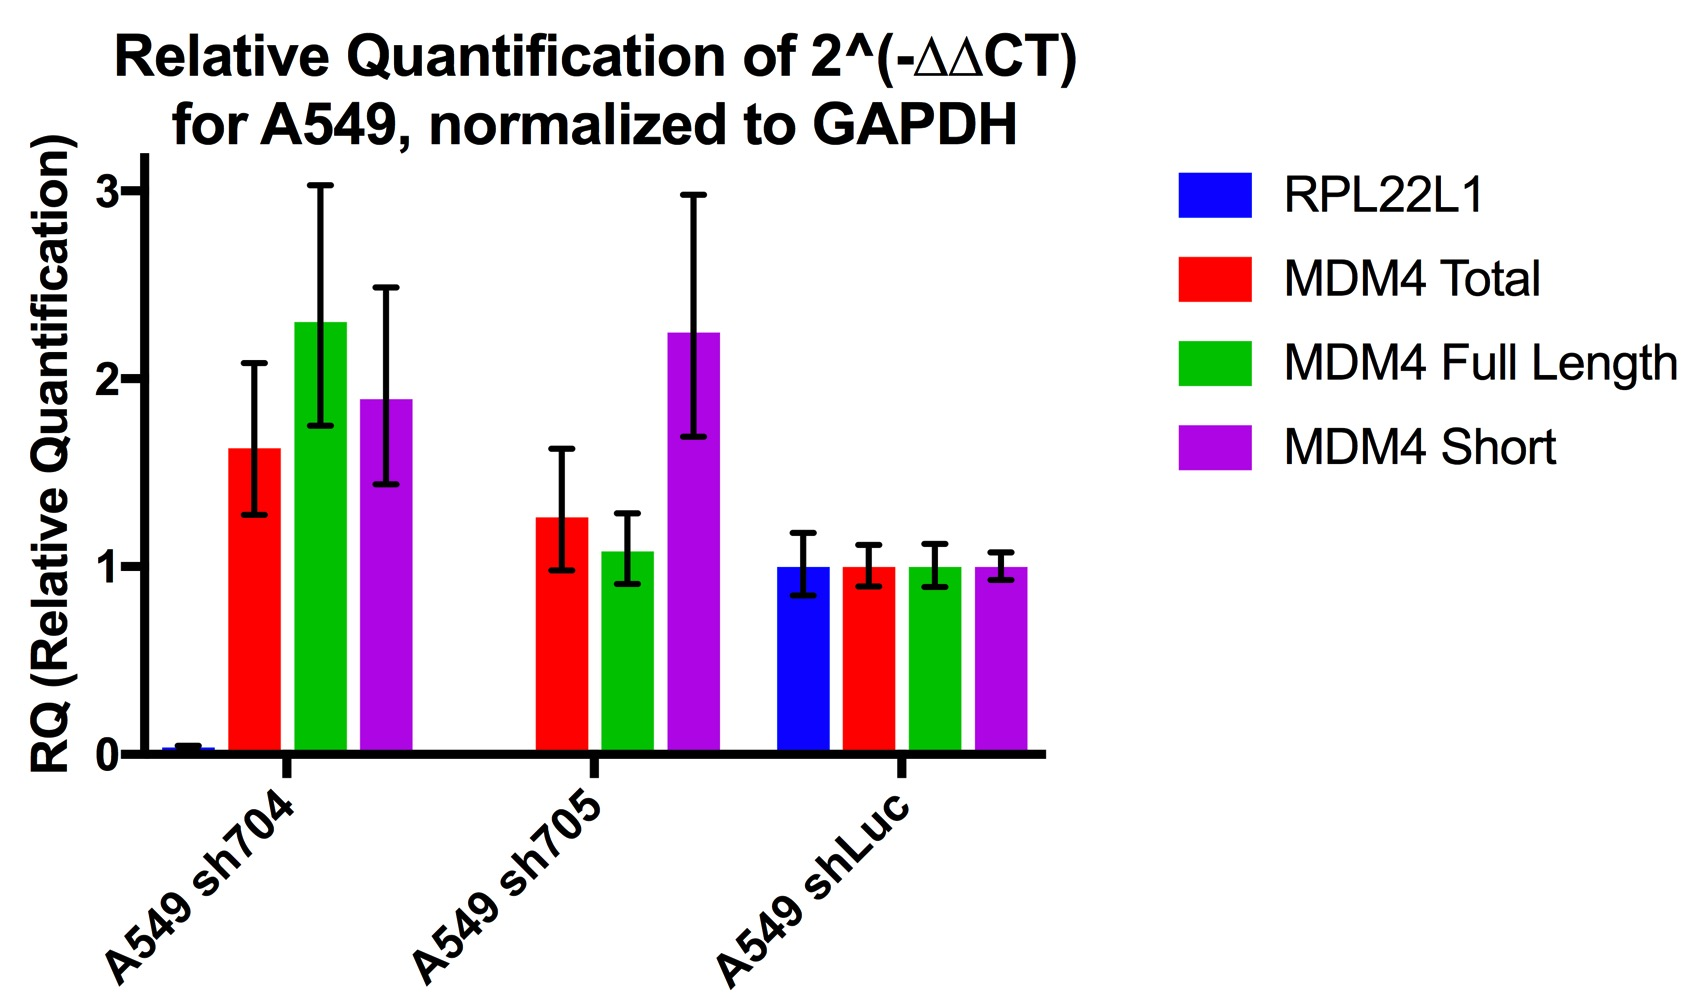 Relative Quantification of 2^(-ΔΔCT)
for A549, normalized to GAPDH
RQ (Relative Quantification)
3
2
1
0
A549 sh704
A549 sh705
A549 shLuc
RPL22L1
MDM4 Total
MDM4 Full Length
MDM4 Short